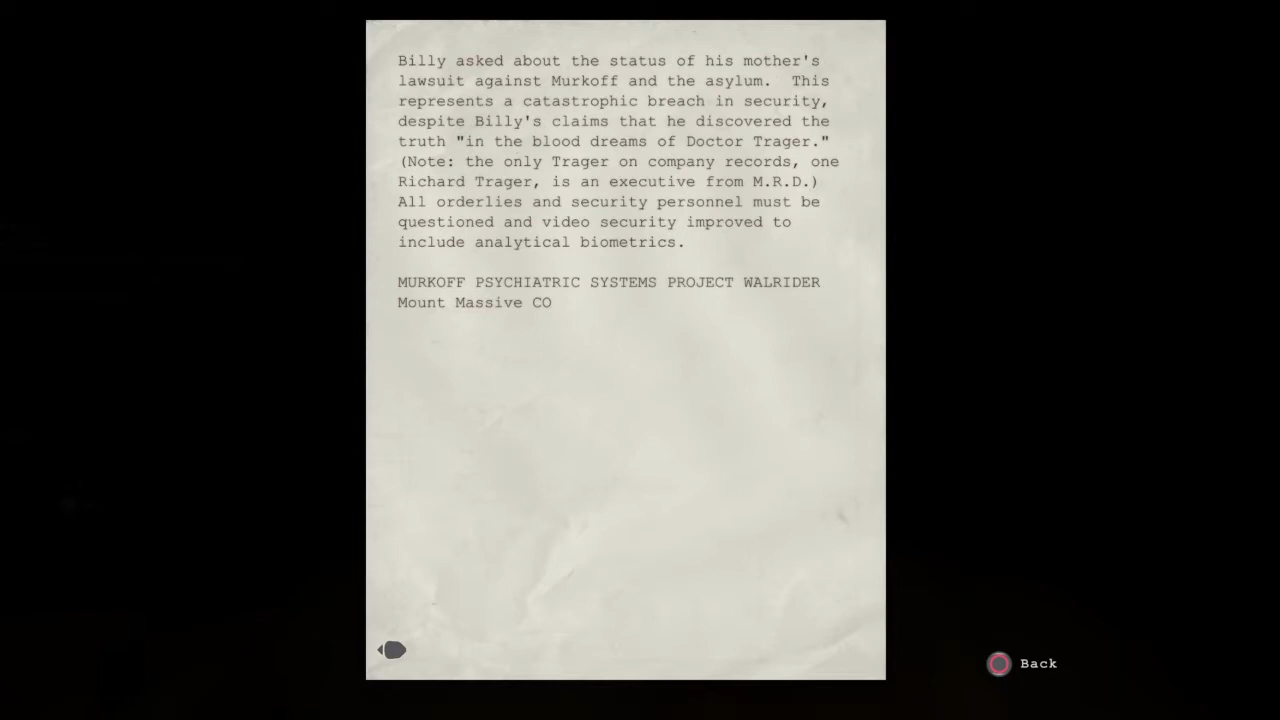 Billy asked about the status of his mother's
lawsuit against Murkoff and the asylum.  This
represents a catastrophic breach in security,
despite Billy's claims that he discovered the
truth "in the blood dreams of Doctor Trager."
(Note: the only Trager on company records, one
Richard Trager, is an executive from M.R.D.)
All orderlies and security personnel must be
questioned and video security improved to
include analytical biometrics.

MURKOFF PSYCHIATRIC SYSTEMS PROJECT WALRIDER
Mount Massive CO
Back